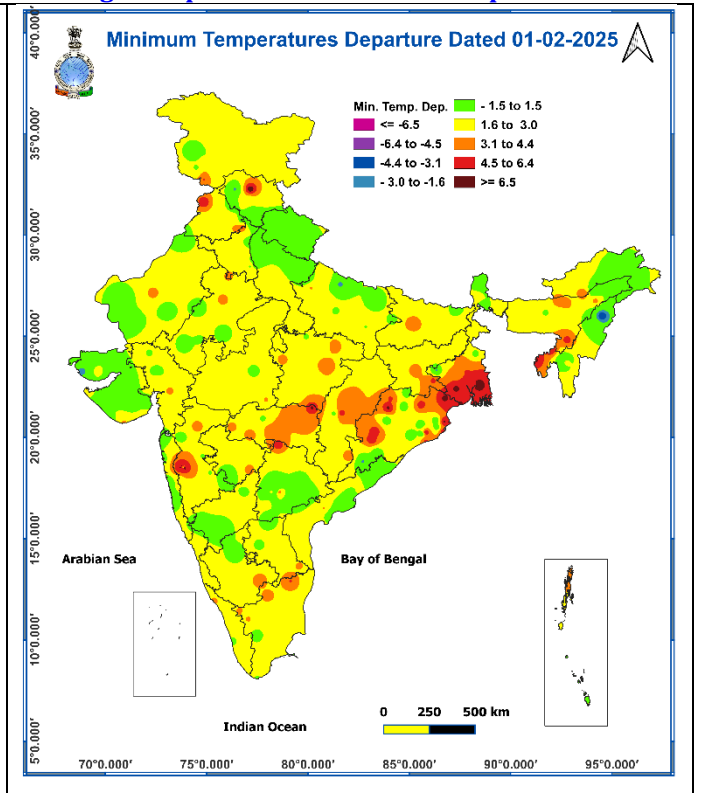 Minimum Temperatures Departure Dated 01-02-2025
Min. Temp. Dep.
<= -6.5
-6.4 to -4.5
-4.4 to -3.1
- 3.0 to -1.6
- 1.5 to 1.5
1.6 to 3.0
3.1 to 4.4
4.5 to 6.4
>= 6.5
40°0.000'
35°0.000'
30°0.000'
25°0.000'
20°0.000'
15°0.000'
10°0.000'
5°0.000'
Arabian Sea
Bay of Bengal
Indian Ocean
0 250 500 km
70°0.000' 75°0.000' 80°0.000' 85°0.000' 90°0.000' 95°0.000'